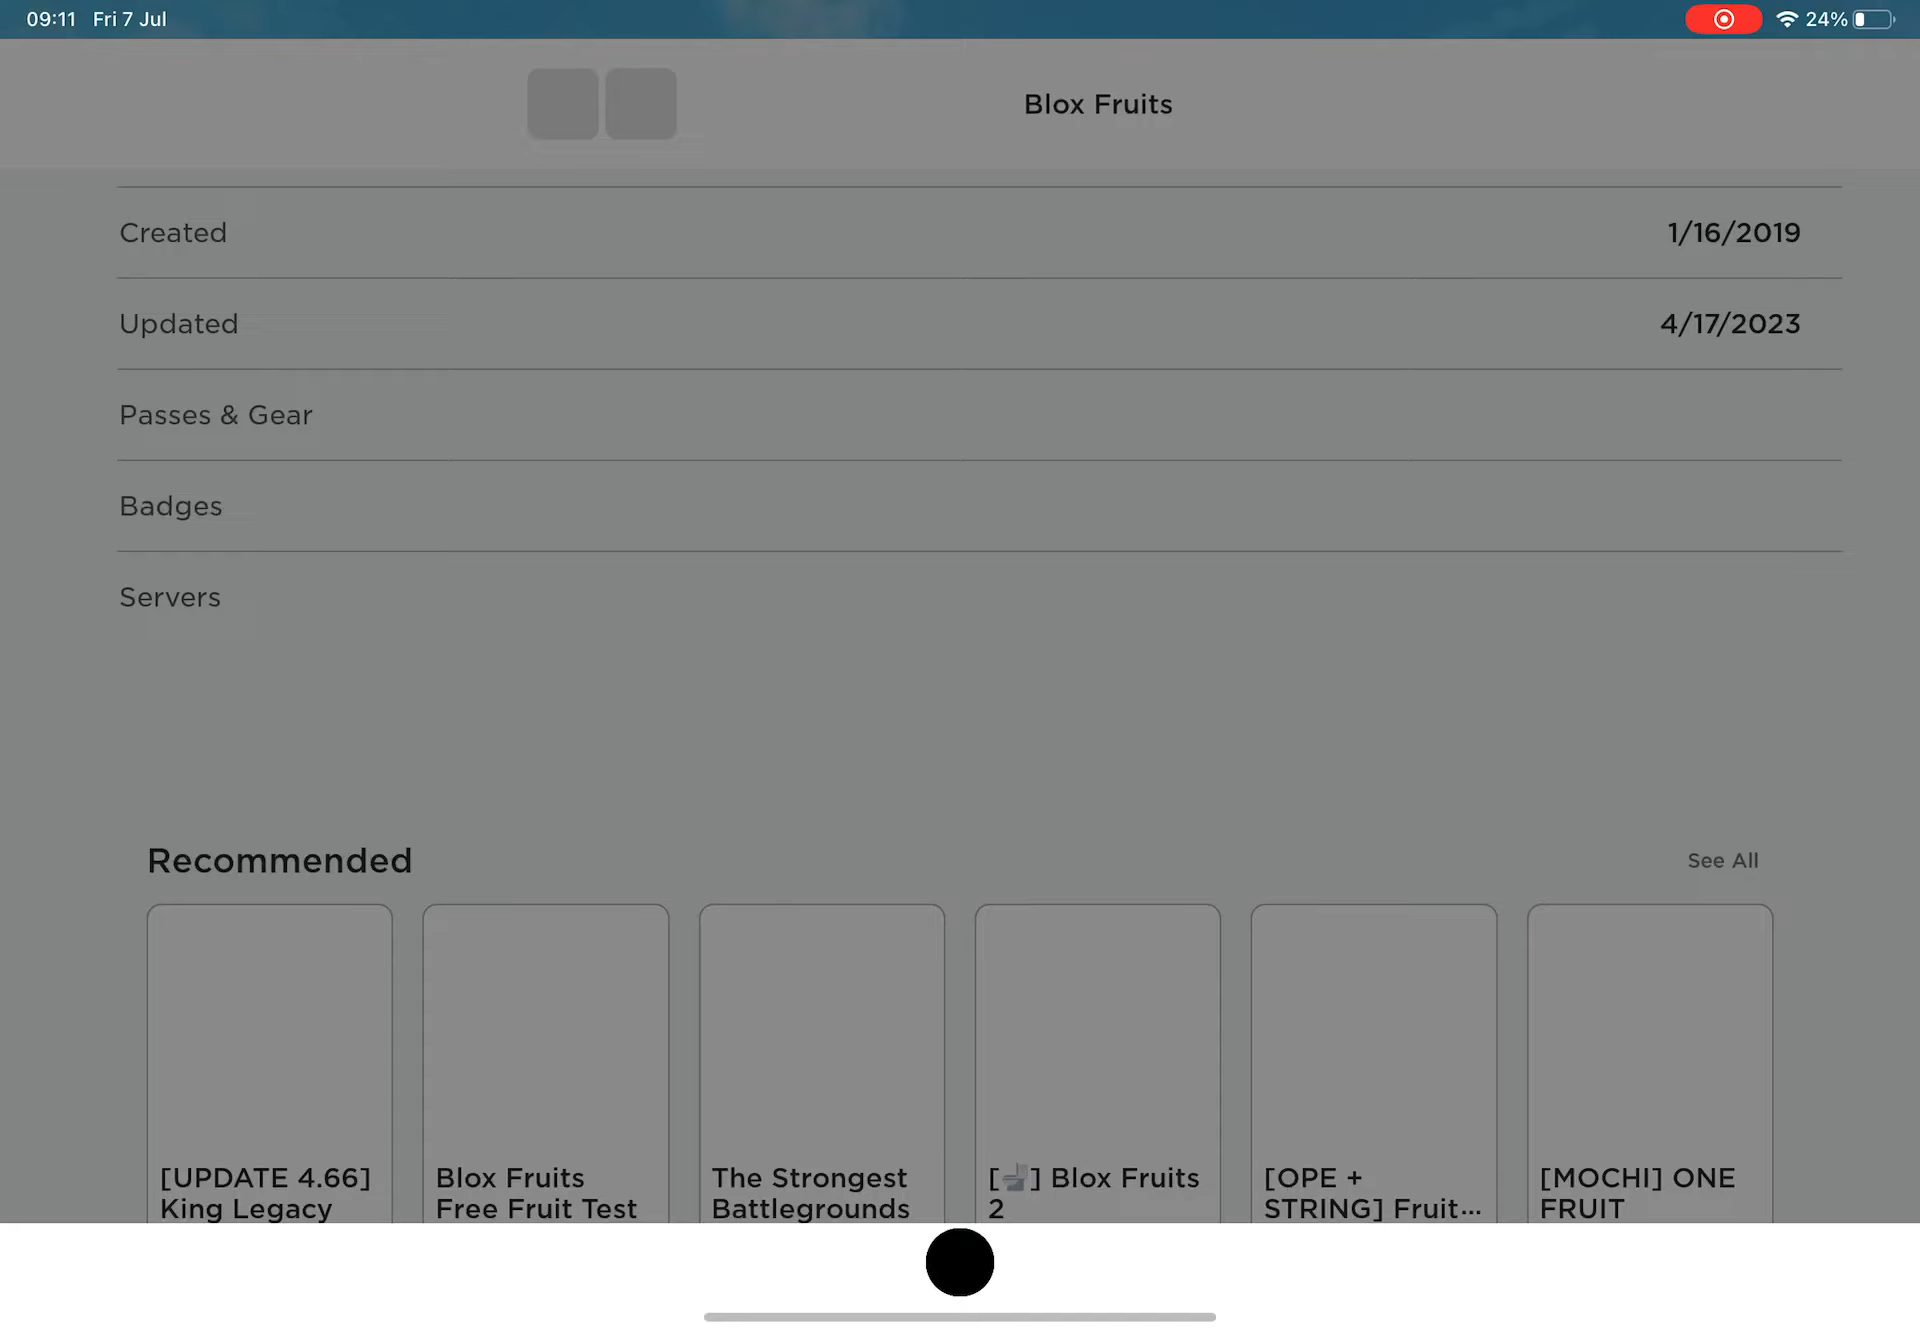 09:11 Fri 7 Jul
24%
Blox Fruits
Created
1/16/2019
Updated
4/17/2023
Passes & Gear
Badges
Servers
Recommended
See All
[UPDATE 4.66]
King Legacy
Blox Fruits
Free Fruit Test
The Strongest
Battlegrounds
[🚽] Blox Fruits
2
[OPE +
STRING] Fruit...
[MOCHI] ONE
FRUIT